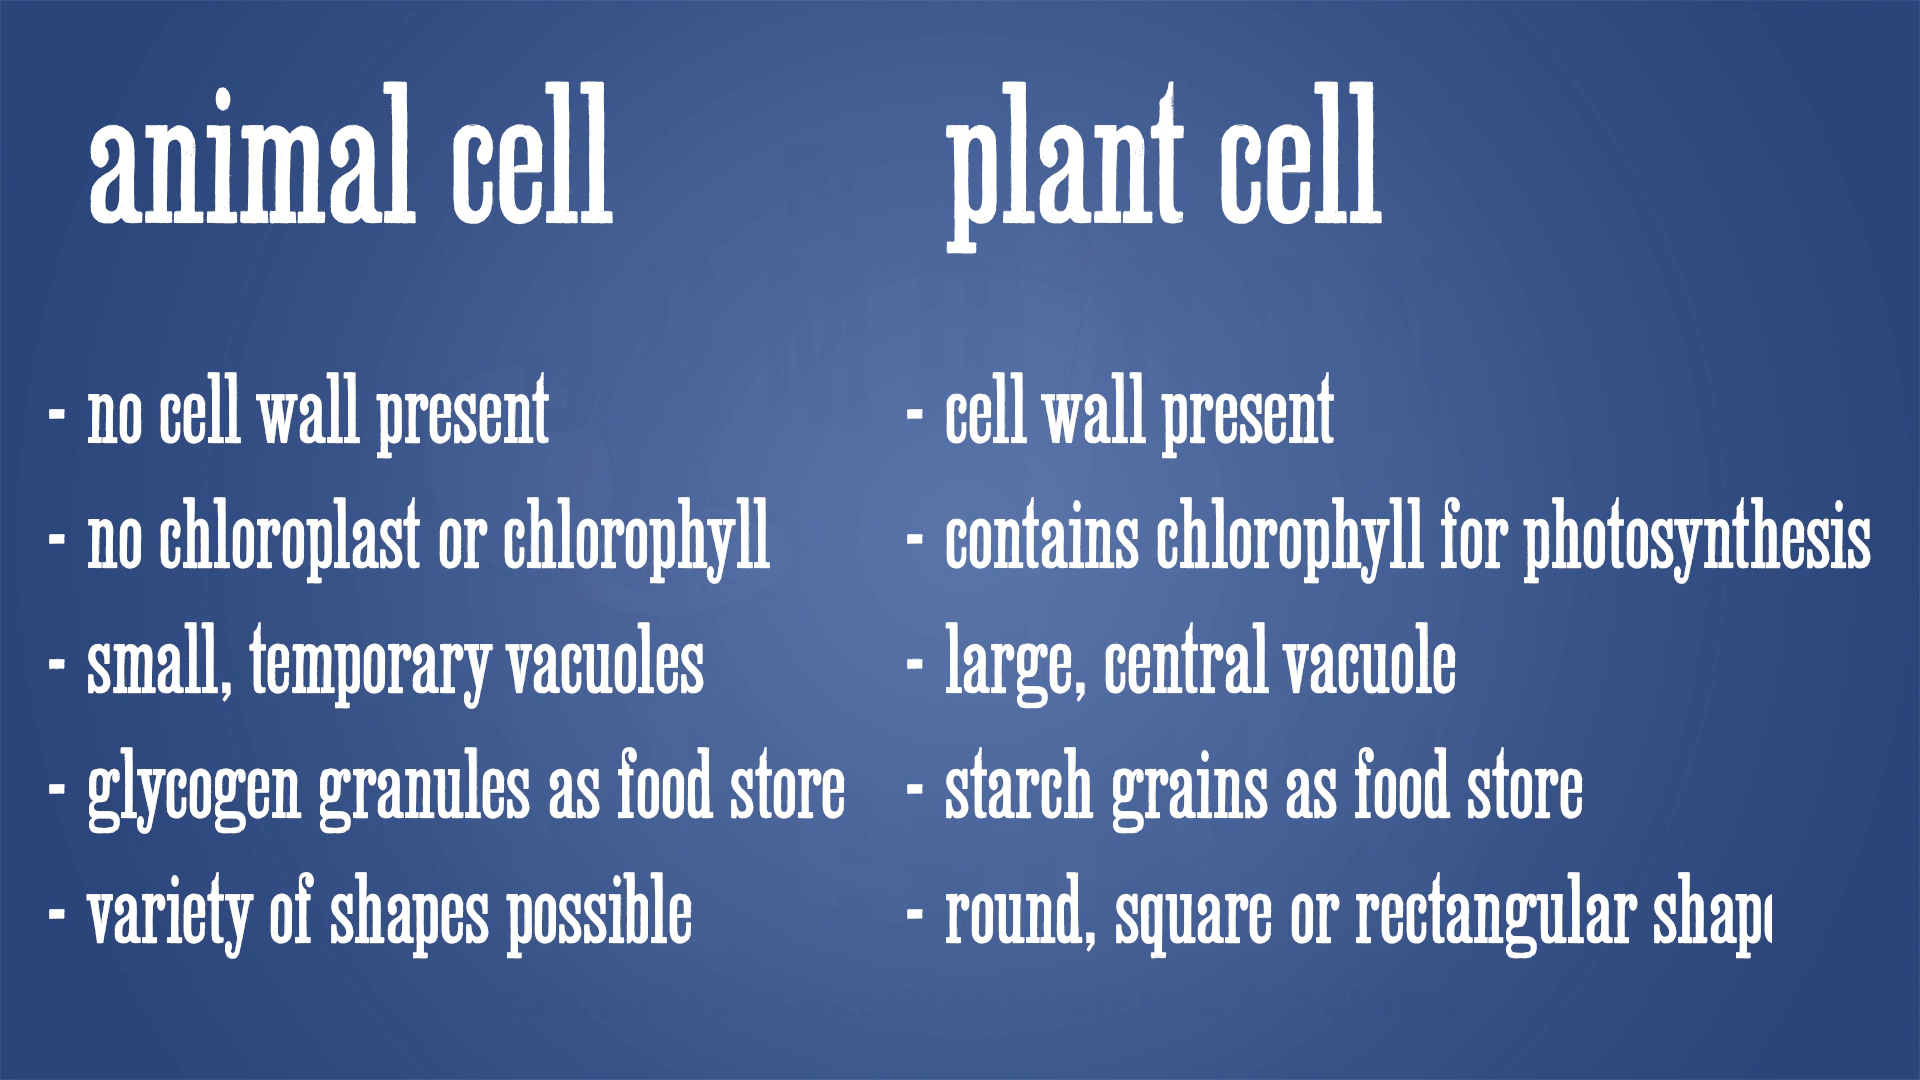 animal cell
- no cell wall present
- no chloroplast or chlorophyll
- small, temporary vacuoles
- glycogen granules as food store
- variety of shapes possible
plant cell
- cell wall present
- contains chlorophyll for photosynthesis
- large, central vacuole
- starch grains as food store
- round, square or rectangular